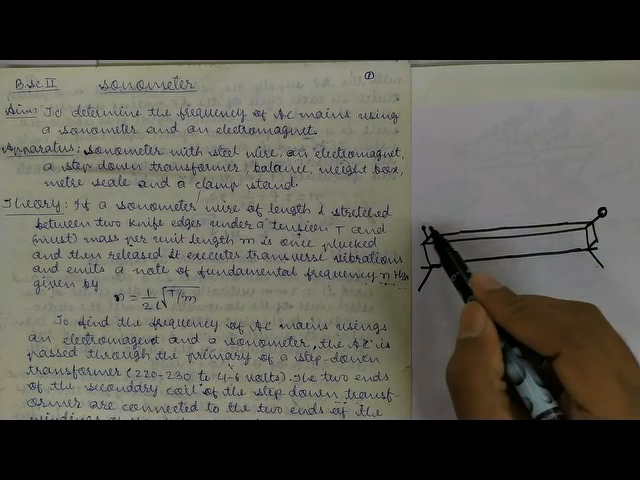 B.Sc II Sonometer
①
Aim: To determine the frequency of Ac mains using
a sonometer and an electromagnet.
Apparatus: sonometer with steel wire, an electromagnet,
a step down transformer, balance, weight box,
metre scale and a clamp stand.
Theory: If a sonometer wire of length l stretched
between two knife edges under a tension T and
(must) mass per unit length m is once plucked
and then released it executes transverse vibrations
and emits a note of fundamental frequency n Hz
given by
n = 1/2l √T/m
To find the frequency of Ac mains usings
an electromagnet and a sonometer, the Ac is
passed through the primary of a step-down
transformer (220-230 to 4-6 volts). The two ends
of the secondary coil of the step down transf-
ormer are connected to the two ends of the
windings of